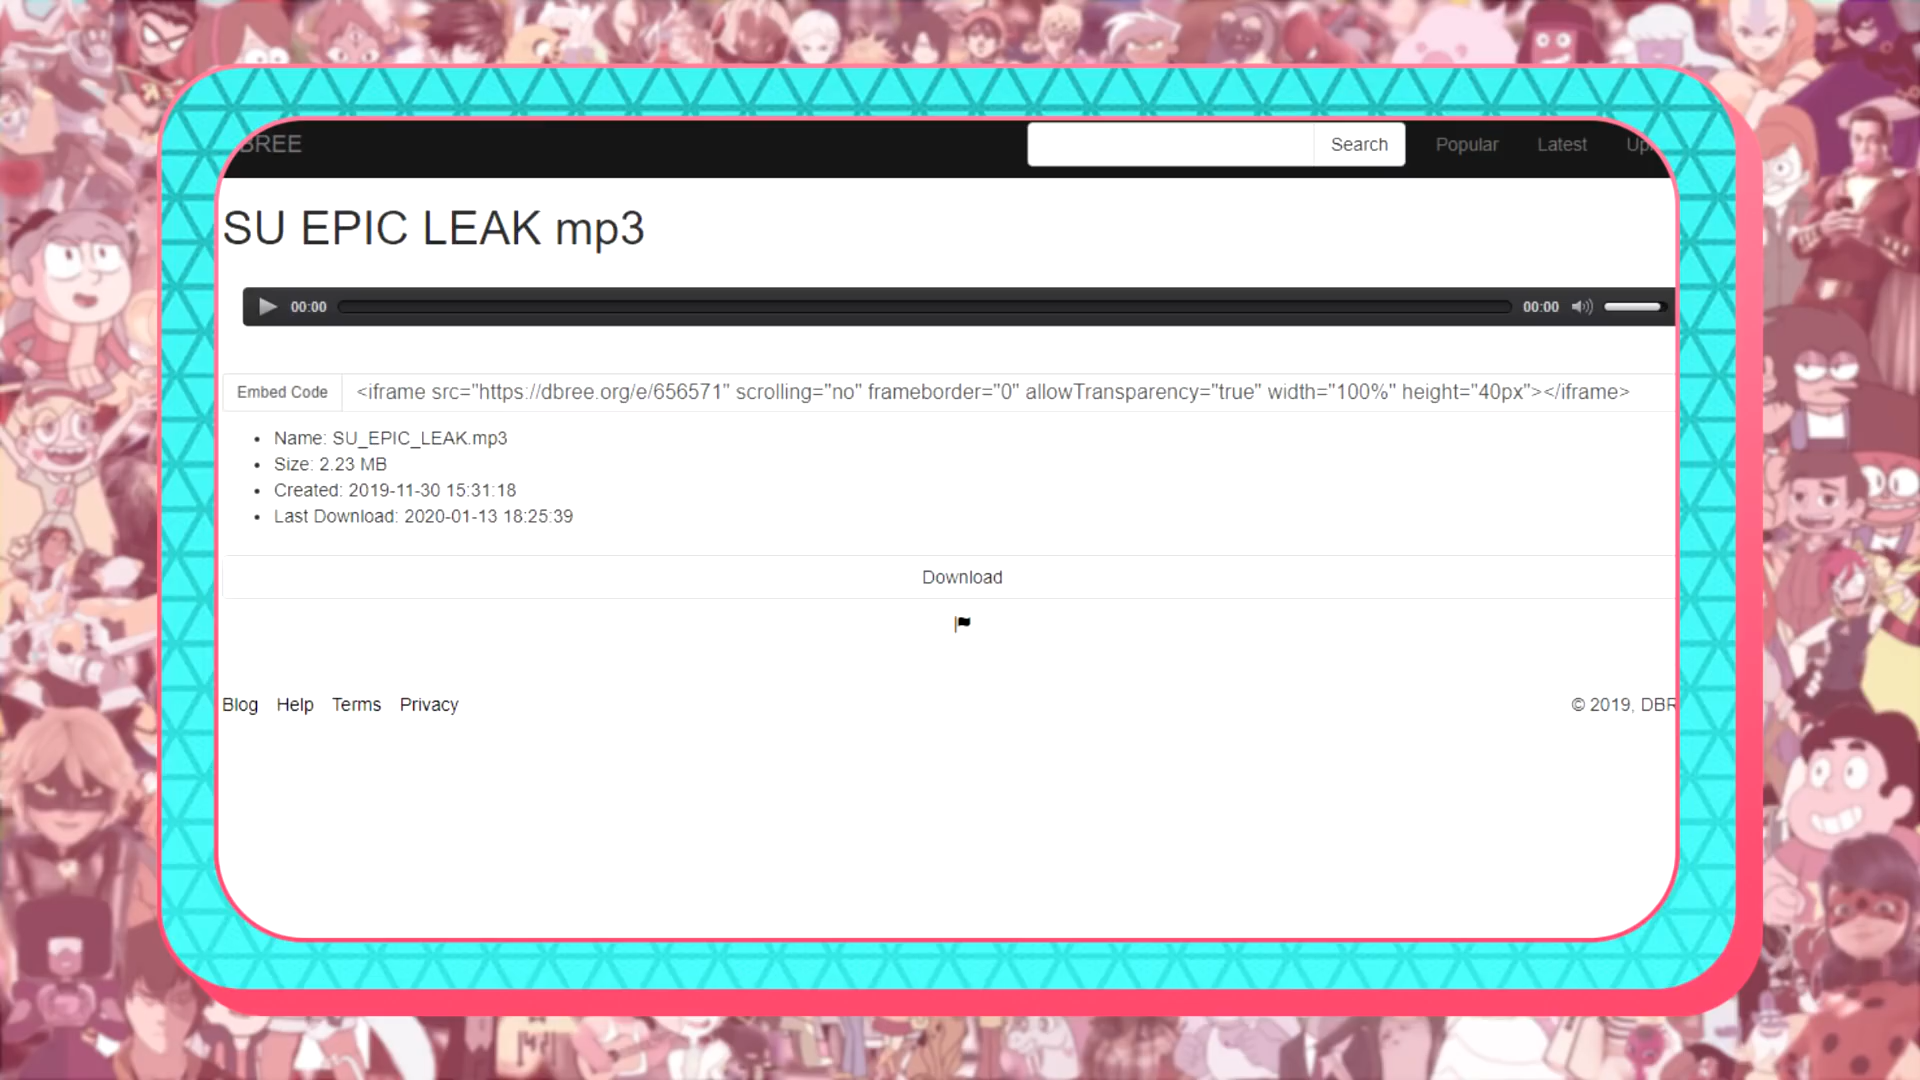 BREE
Search
Popular
Latest
SU EPIC LEAK mp3
00:00
00:00
Embed Code
<iframe src="https://dbree.org/e/656571" scrolling="no" frameborder="0" allowTransparency="true" width="100%" height="40px"></iframe>
Name: SU_EPIC_LEAK.mp3
Size: 2.23 MB
Created: 2019-11-30 15:31:18
Last Download: 2020-01-13 18:25:39
Download
Blog Help Terms Privacy
© 2019, DBR